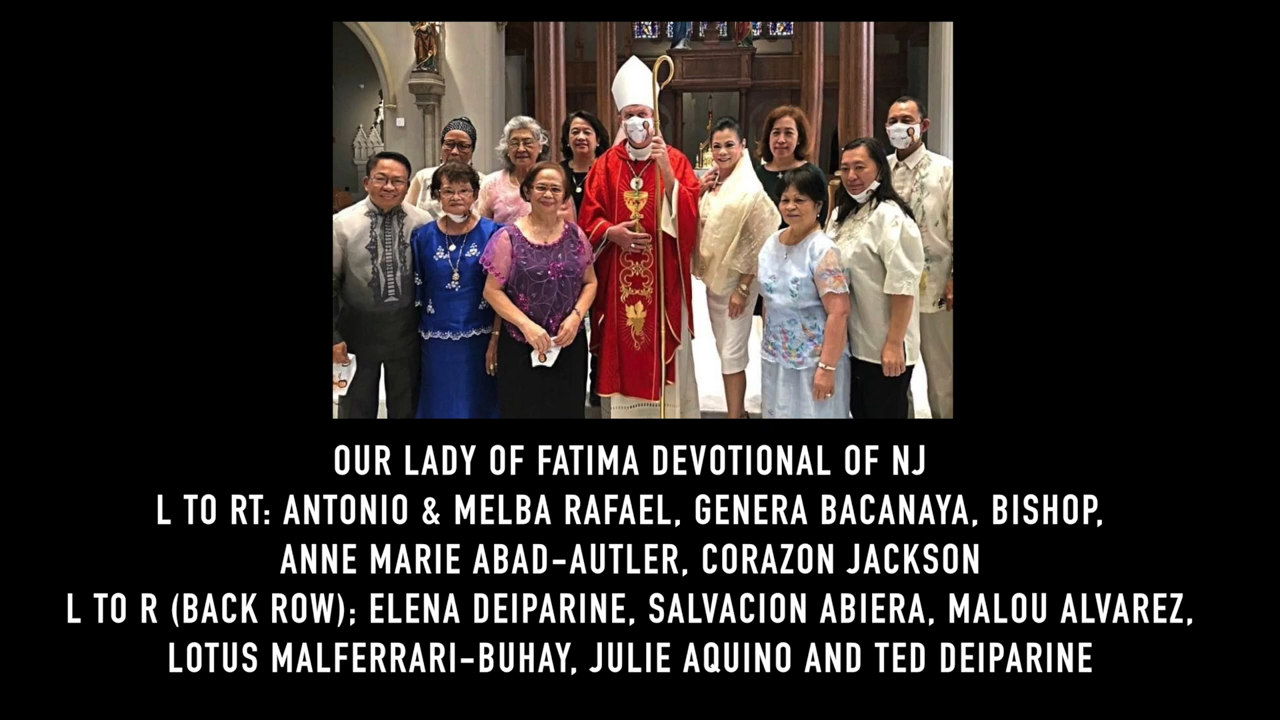 OUR LADY OF FATIMA DEVOTIONAL OF NJ
L TO RT: ANTONIO & MELBA RAFAEL, GENERA BACANAYA, BISHOP,
ANNE MARIE ABAD-AUTLER, CORAZON JACKSON
L TO R (BACK ROW); ELENA DEIPARINE, SALVACION ABIERA, MALOU ALVAREZ,
LOTUS MALFERRARI-BUHAY, JULIE AQUINO AND TED DEIPARINE